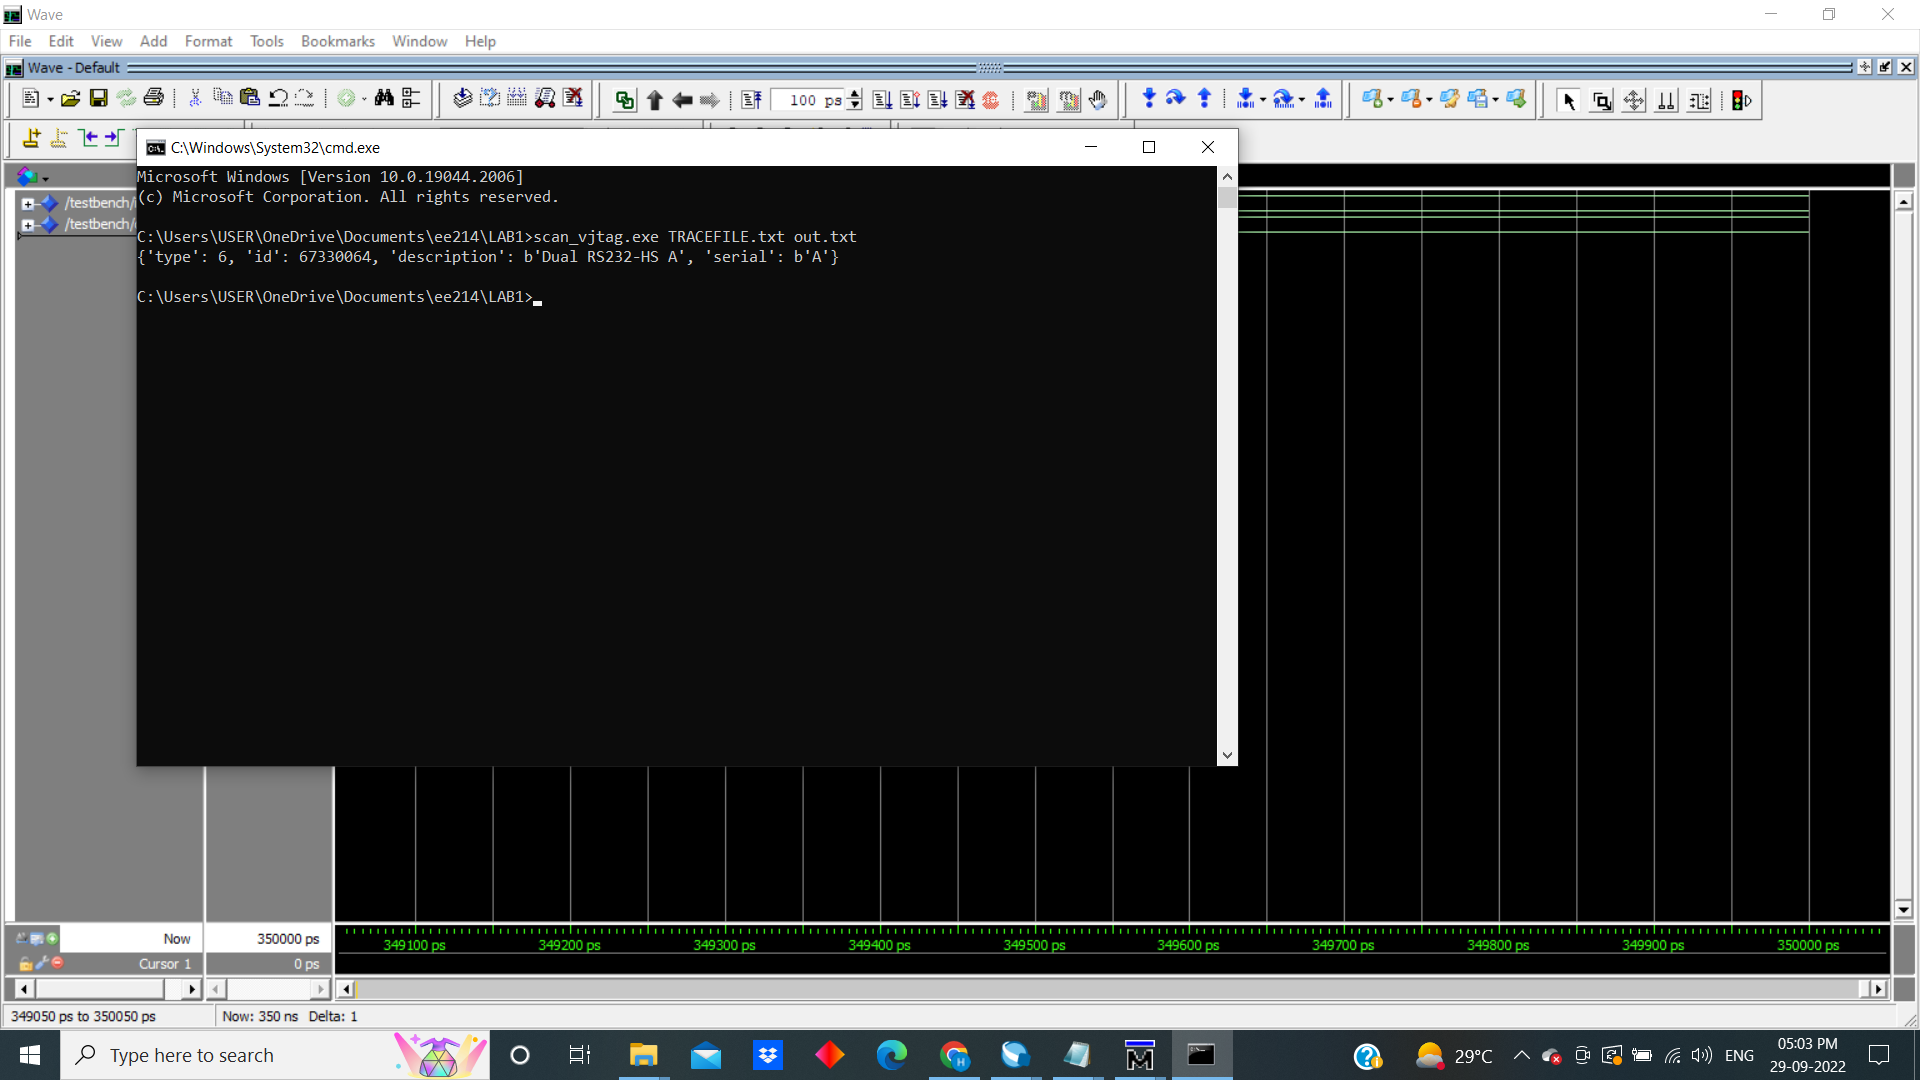 Wave
File Edit View Add Format Tools Bookmarks Window Help
Wave - Default
100 ps
C:\Windows\System32\cmd.exe
Microsoft Windows [Version 10.0.19044.2006]
(c) Microsoft Corporation. All rights reserved.
C:\Users\USER\OneDrive\Documents\ee214\LAB1>scan_vjtag.exe TRACEFILE.txt out.txt
{'type': 6, 'id': 67330064, 'description': b'Dual RS232-HS A', 'serial': b'A'}
C:\Users\USER\OneDrive\Documents\ee214\LAB1>
/testbench/
/testbench/
Now 350000 ps
Cursor 1 0 ps
349100 ps 349200 ps 349300 ps 349400 ps 349500 ps 349600 ps 349700 ps 349800 ps 349900 ps 350000 ps
349050 ps to 350050 ps Now: 350 ns Delta: 1
Type here to search
29°C
ENG
05:03 PM
29-09-2022